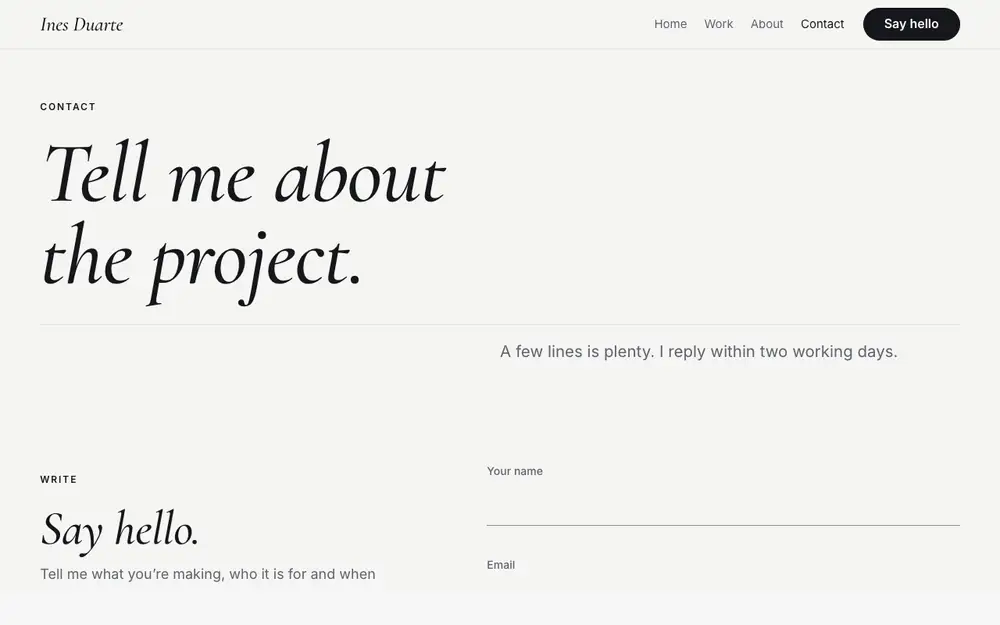 Ines Duarte
Home
Work
About
Contact
Say hello
CONTACT
Tell me about
the project.
A few lines is plenty. I reply within two working days.
WRITE
Say hello.
Tell me what you’re making, who it is for and when
Your name
Email